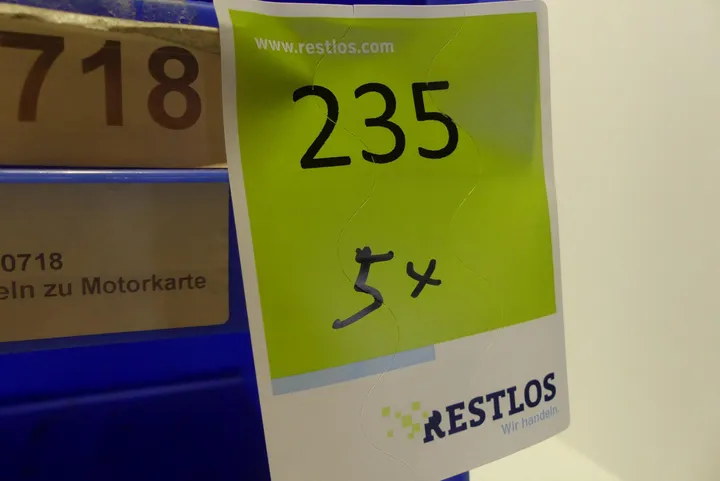 718
0718
eln zu Motorkarte
www.restlos.com
235
5x
RESTLOS
Wir handeln.